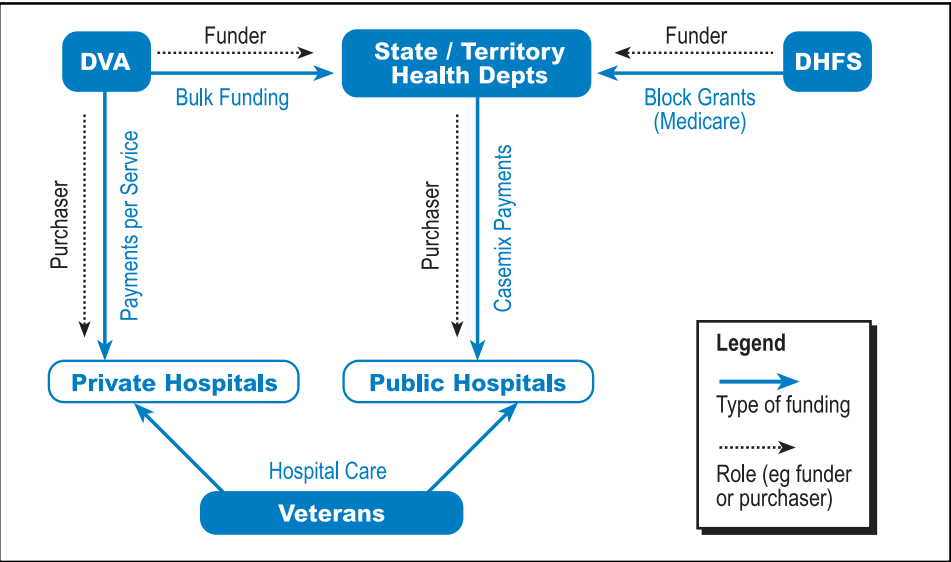 Funder
DVA
State / Territory
Health Depts
Funder
DHFS
Bulk Funding
Block Grants
(Medicare)
Purchaser
Payments per Service
Purchaser
Casemix Payments
Private Hospitals
Public Hospitals
Hospital Care
Veterans
Legend
Type of funding
Role (eg funder
or purchaser)